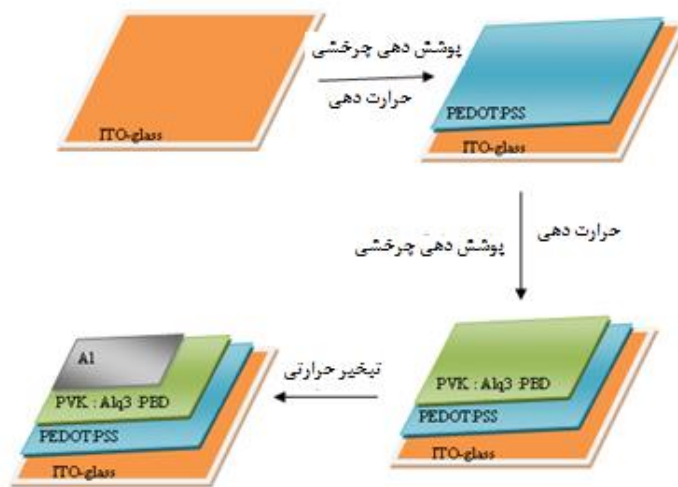 ITO-glass
پوشش دهی چرخشی
حرارت دهی
PEDOT:PSS
ITO-glass
پوشش دهی چرخشی
حرارت دهی
PVK : Alq3 :PBD
PEDOT:PSS
ITO-glass
تبخیر حرارتی
Al
PVK : Alq3 :PBD
PEDOT:PSS
ITO-glass